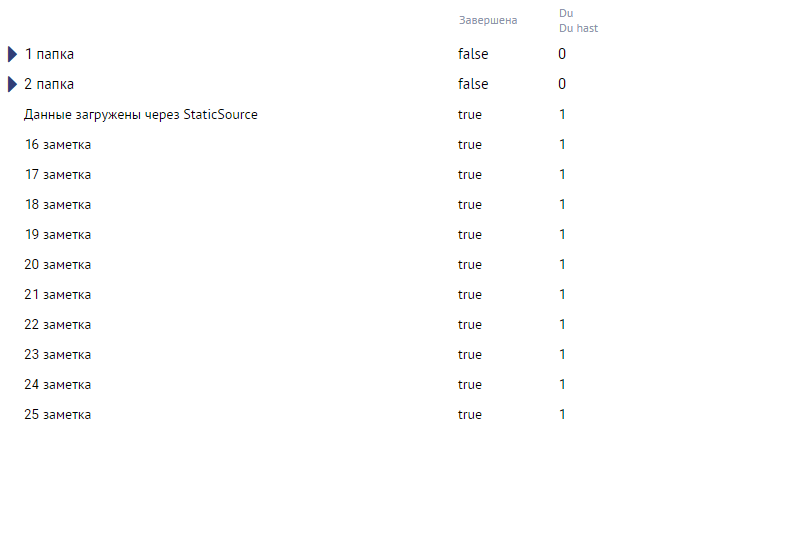 Завершена Du
Du hast
1 папка false 0
2 папка false 0
Данные загружены через StaticSource true 1
16 заметка true 1
17 заметка true 1
18 заметка true 1
19 заметка true 1
20 заметка true 1
21 заметка true 1
22 заметка true 1
23 заметка true 1
24 заметка true 1
25 заметка true 1